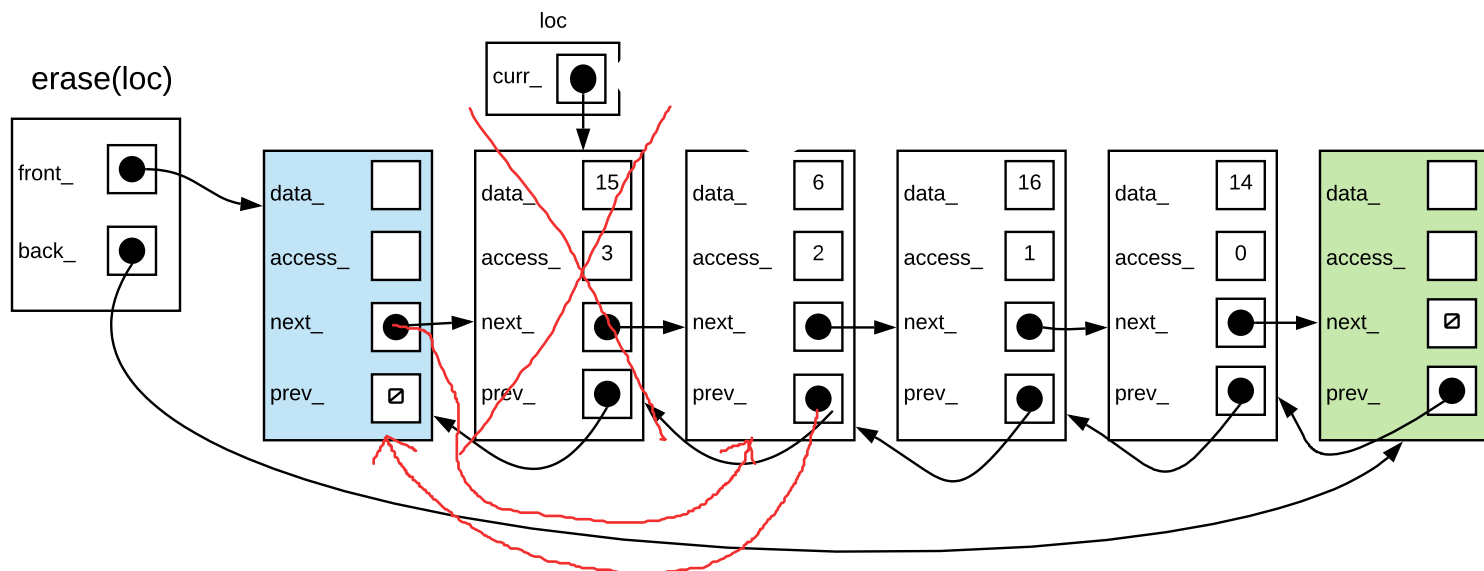 loc
curr_
erase(loc)
front_
back_
data_
access_
next_
prev_
data_ 15
access_ 3
next_
prev_
data_ 6
access_ 2
next_
prev_
data_ 16
access_ 1
next_
prev_
data_ 14
access_ 0
next_
prev_
data_
access_
next_
prev_